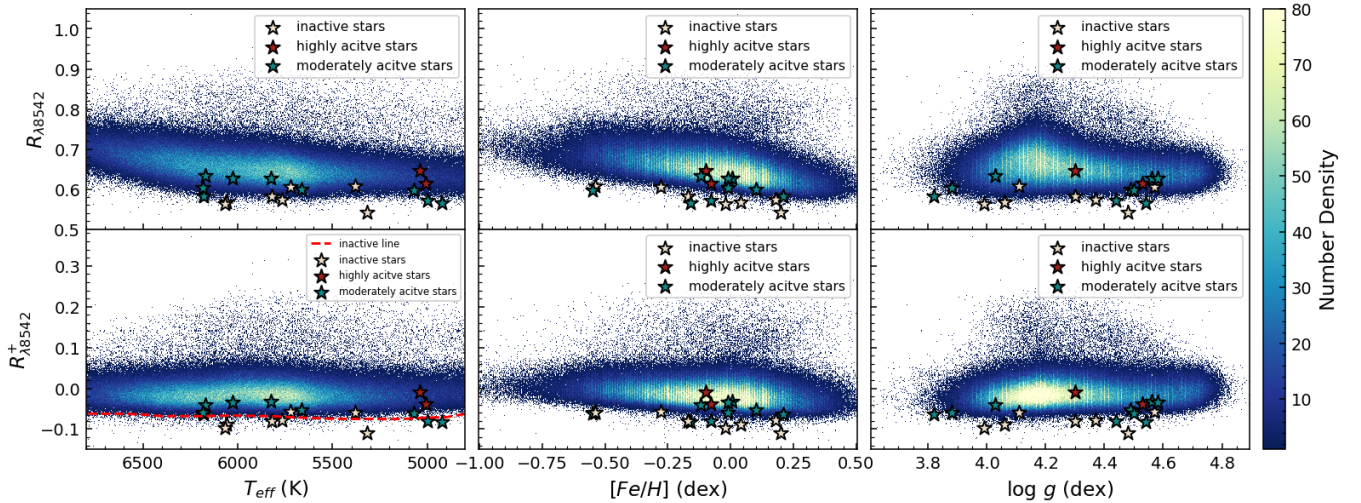 inactive stars
highly acitve stars
moderately acitve stars
inactive stars
highly acitve stars
moderately acitve stars
inactive stars
highly acitve stars
moderately acitve stars
1.0
0.9
0.8
0.7
0.6
0.5
R_λ8542
inactive line
inactive stars
highly acitve stars
moderately acitve stars
inactive stars
highly acitve stars
moderately acitve stars
inactive stars
highly acitve stars
moderately acitve stars
0.3
0.2
0.1
0.0
−0.1
R⁺_λ8542
6500 6000 5500 5000
T_eff (K)
−1.00 −0.75 −0.50 −0.25 0.00 0.25 0.50
[Fe/H] (dex)
3.8 4.0 4.2 4.4 4.6 4.8
log g (dex)
80
70
60
50
40
30
20
10
Number Density